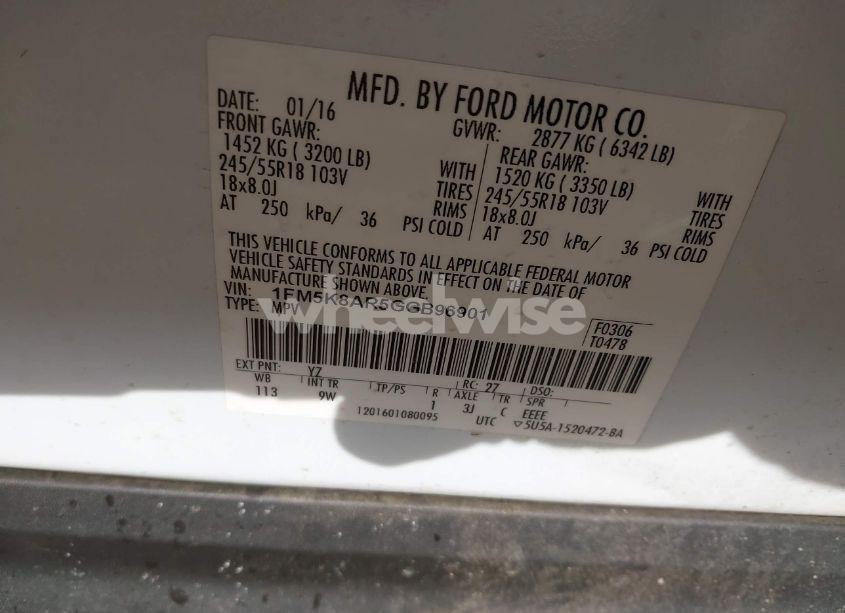 MFD. BY FORD MOTOR CO.
DATE: 01/16 GVWR: 2877 KG ( 6342 LB)
FRONT GAWR: REAR GAWR:
1452 KG ( 3200 LB) WITH 1520 KG ( 3350 LB) WITH
245/55R18 103V TIRES 245/55R18 103V TIRES
18x8.0J RIMS 18x8.0J RIMS
AT 250 kPa/ 36 PSI COLD AT 250 kPa/ 36 PSI COLD
THIS VEHICLE CONFORMS TO ALL APPLICABLE FEDERAL MOTOR
VEHICLE SAFETY STANDARDS IN EFFECT ON THE DATE OF
MANUFACTURE SHOWN ABOVE.
VIN: 1FM5K8AR5GGB96901
TYPE: MPV
wheelwise
F0306
T0478
EXT PNT: YZ RC: 27 DSO:
WB INT TR TP/PS R AXLE TR SPR
113 9W 1 3J C EEEE
1201601080095 UTC ▽5U5A-1520472-BA